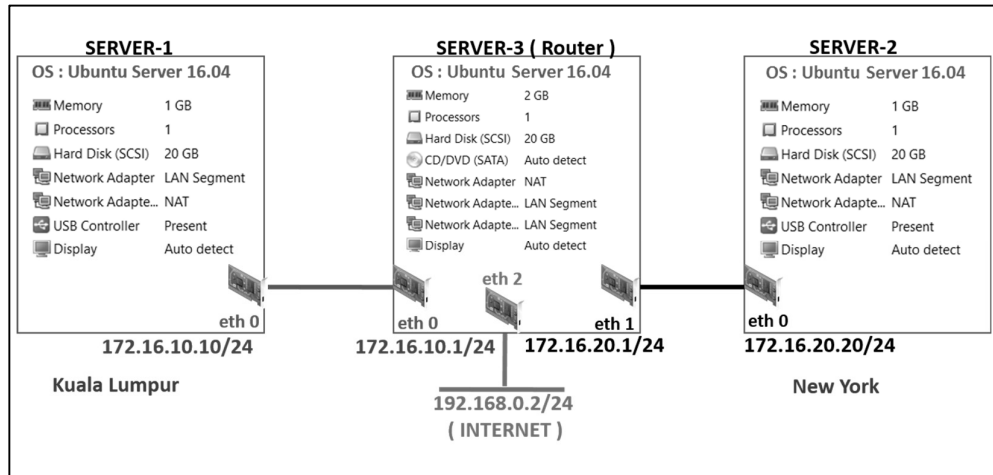 SERVER-1
OS : Ubuntu Server 16.04
Memory 1 GB
Processors 1
Hard Disk (SCSI) 20 GB
Network Adapter LAN Segment
Network Adapte... NAT
USB Controller Present
Display Auto detect
eth 0
172.16.10.10/24
Kuala Lumpur
SERVER-3 ( Router )
OS : Ubuntu Server 16.04
Memory 2 GB
Processors 1
Hard Disk (SCSI) 20 GB
CD/DVD (SATA) Auto detect
Network Adapter NAT
Network Adapte... LAN Segment
Network Adapte... LAN Segment
Display Auto detect
eth 2
eth 0
eth 1
172.16.10.1/24
172.16.20.1/24
192.168.0.2/24
( INTERNET )
SERVER-2
OS : Ubuntu Server 16.04
Memory 1 GB
Processors 1
Hard Disk (SCSI) 20 GB
Network Adapter LAN Segment
Network Adapte... NAT
USB Controller Present
Display Auto detect
eth 0
172.16.20.20/24
New York